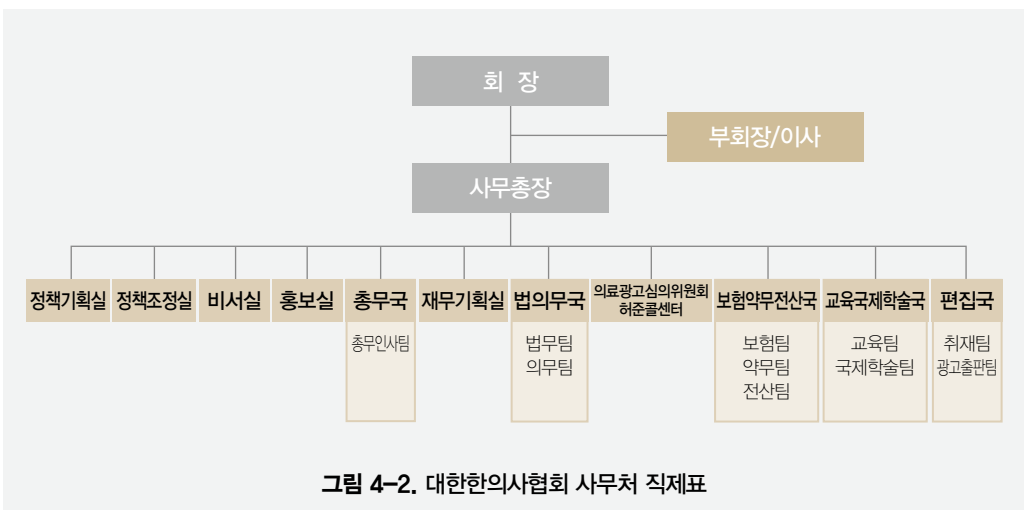 회 장
부회장/이사
사무총장
정책기획실
정책조정실
비서실
홍보실
총무국
총무인사팀
재무기획실
법의무국
법무팀
의무팀
의료광고심의위원회
허준콜센터
보험약무전산국
보험팀
약무팀
전산팀
교육국제학술국
교육팀
국제학술팀
편집국
취재팀
광고출판팀
그림 4-2. 대한한의사협회 사무처 직제표